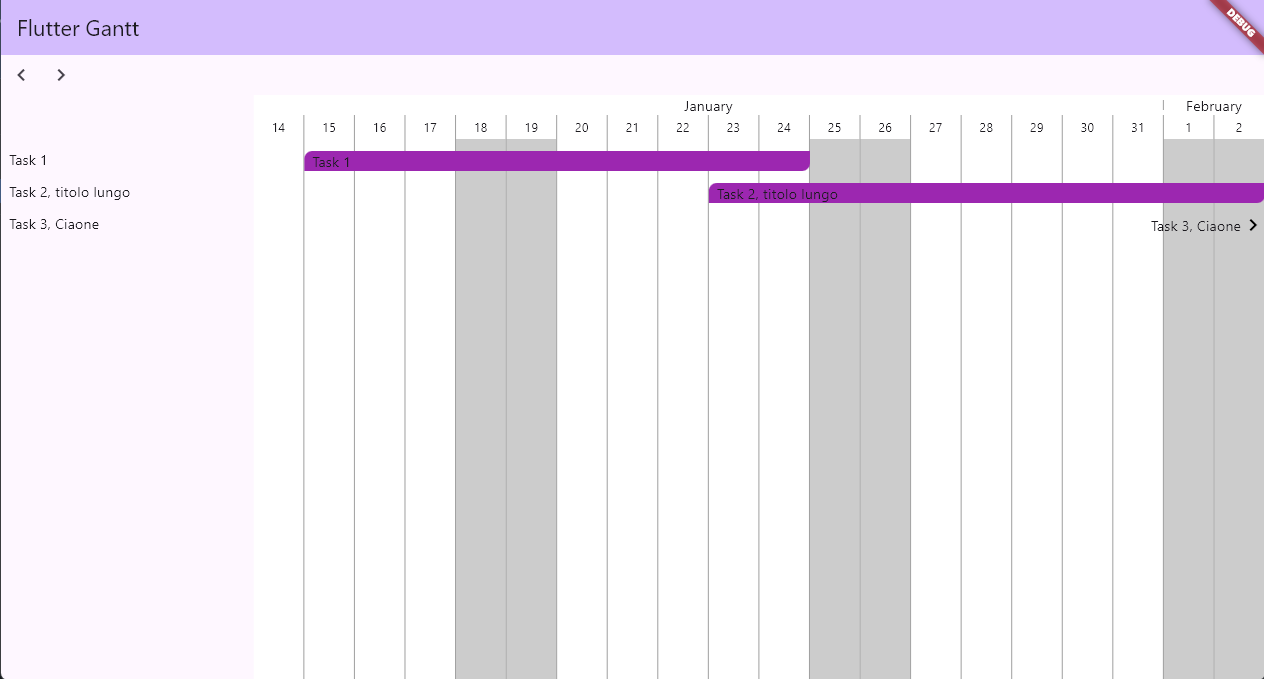 Flutter Gantt
DEBUG
January February
14 15 16 17 18 19 20 21 22 23 24 25 26 27 28 29 30 31 1 2
Task 1 Task 1
Task 2, titolo lungo Task 2, titolo lungo
Task 3, Ciaone Task 3, Ciaone